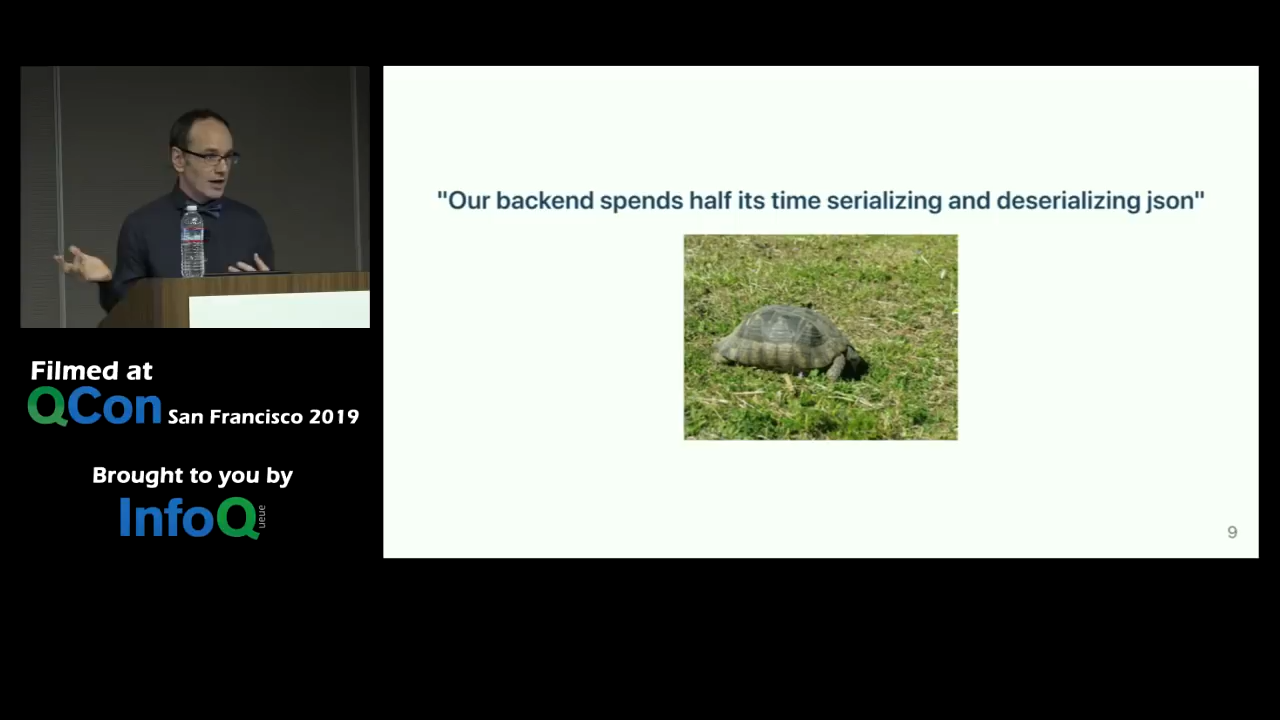 "Our backend spends half its time serializing and deserializing json"
Filmed at
QCon San Francisco 2019
Brought to you by
InfoQueue
9